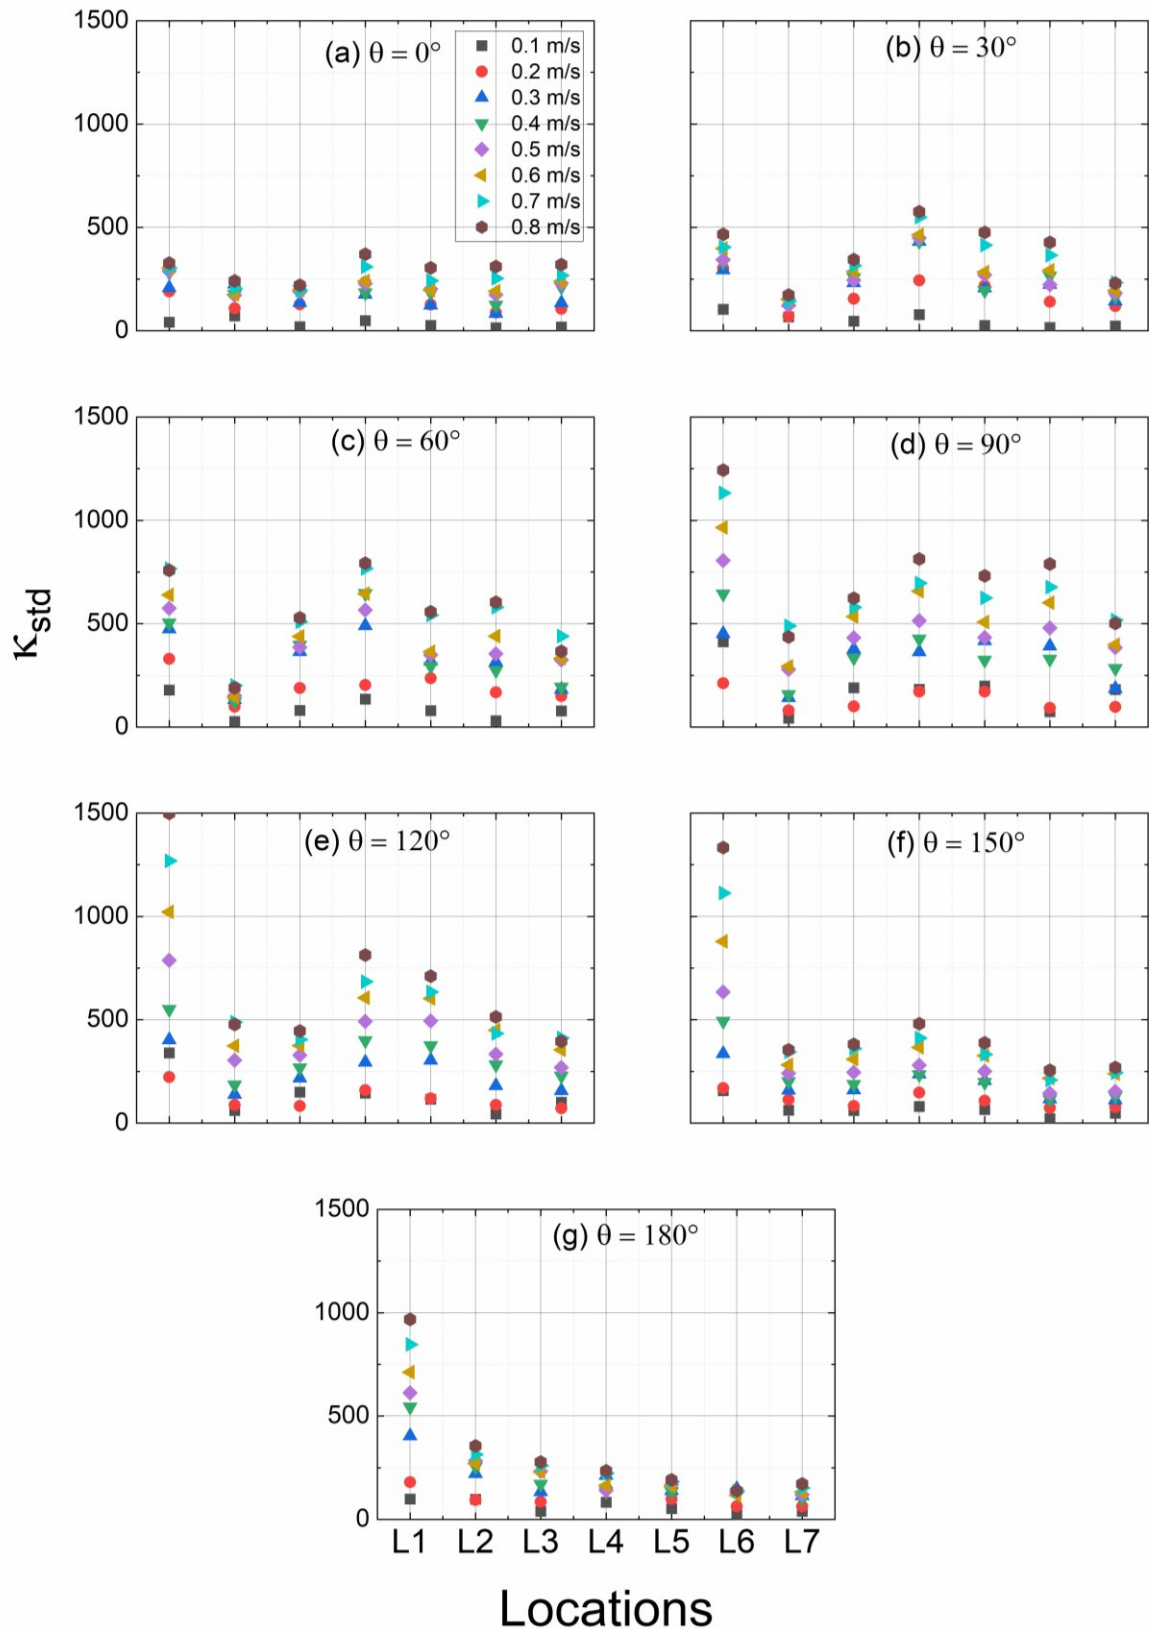 1500
1000
500
0
(a) θ = 0°
0.1 m/s
0.2 m/s
0.3 m/s
0.4 m/s
0.5 m/s
0.6 m/s
0.7 m/s
0.8 m/s
(b) θ = 30°
1500
1000
500
0
(c) θ = 60°
(d) θ = 90°
κstd
1500
1000
500
0
(e) θ = 120°
(f) θ = 150°
1500
1000
500
0
(g) θ = 180°
L1 L2 L3 L4 L5 L6 L7
Locations